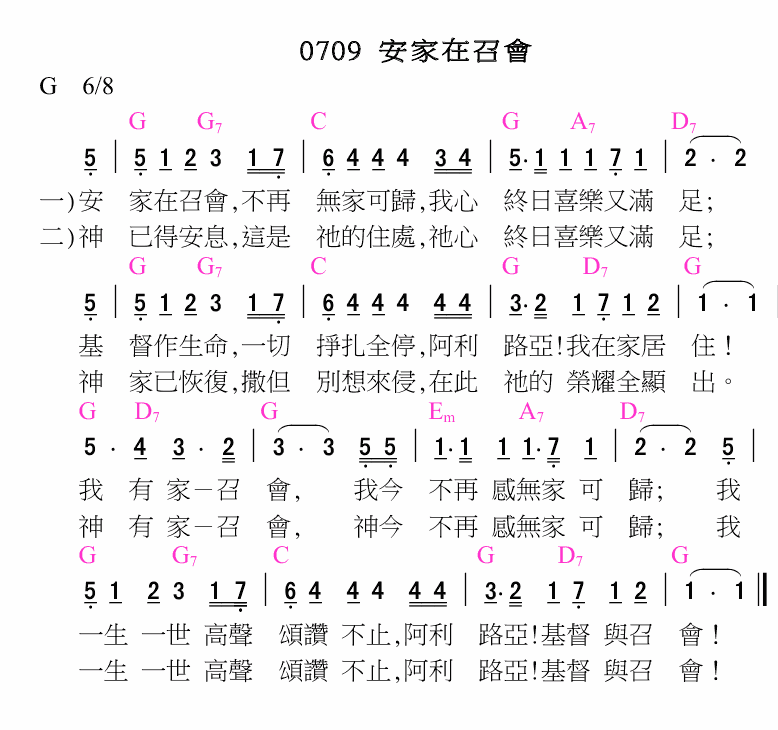 0709 安家在召會
G 6/8
G G7 C G A7 D7
5 | 5 1 2 3 1 7 | 6 4 4 4 3 4 | 5· 1 1 1 7 1 | 2 · 2
一)安 家在召會,不再 無家可歸,我心 終日喜樂又滿 足;
二)神 已得安息,這是 祂的住處,祂心 終日喜樂又滿 足;
G G7 C G D7 G
5 | 5 1 2 3 1 7 | 6 4 4 4 4 4 | 3· 2 1 7 1 2 | 1 · 1
基 督作生命,一切 掙扎全停,阿利 路亞!我在家居 住!
神 家已恢復,撒但 別想來侵,在此 祂的 榮耀全顯 出。
G D7 G Em A7 D7
5 · 4 3 · 2 | 3 · 3 5 5 | 1· 1 1 1· 7 1 | 2 · 2 5 |
我 有 家－召 會, 我今 不再 感無家 可 歸; 我
神 有 家－召 會, 神今 不再 感無家 可 歸; 我
G G7 C G D7 G
5 1 2 3 1 7 | 6 4 4 4 4 4 | 3· 2 1 7 1 2 | 1 · 1 ‖
一生 一世 高聲 頌讚 不止,阿利 路亞!基督 與召 會!
一生 一世 高聲 頌讚 不止,阿利 路亞!基督 與召 會!